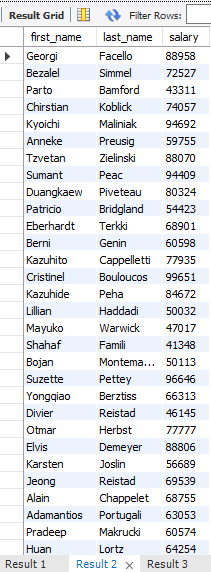 Result Grid Filter Rows:
first_name last_name salary
Georgi Facello 88958
Bezalel Simmel 72527
Parto Bamford 43311
Chirstian Koblick 74057
Kyoichi Maliniak 94692
Anneke Preusig 59755
Tzvetan Zielinski 88070
Sumant Peac 94409
Duangkaew Piveteau 80324
Patricio Bridgland 54423
Eberhardt Terkki 68901
Berni Genin 60598
Kazuhito Cappelletti 77935
Cristinel Bouloucos 99651
Kazuhide Peha 84672
Lillian Haddadi 50032
Mayuko Warwick 47017
Shahaf Famili 41348
Bojan Montema... 50113
Suzette Pettey 96646
Yongqiao Berztiss 66313
Divier Reistad 46145
Otmar Herbst 77777
Elvis Demeyer 88806
Karsten Joslin 56689
Jeong Reistad 69539
Alain Chappelet 68755
Adamantios Portugali 63053
Pradeep Makrucki 60574
Huan Lortz 64254
Result 1 Result 2 Result 3